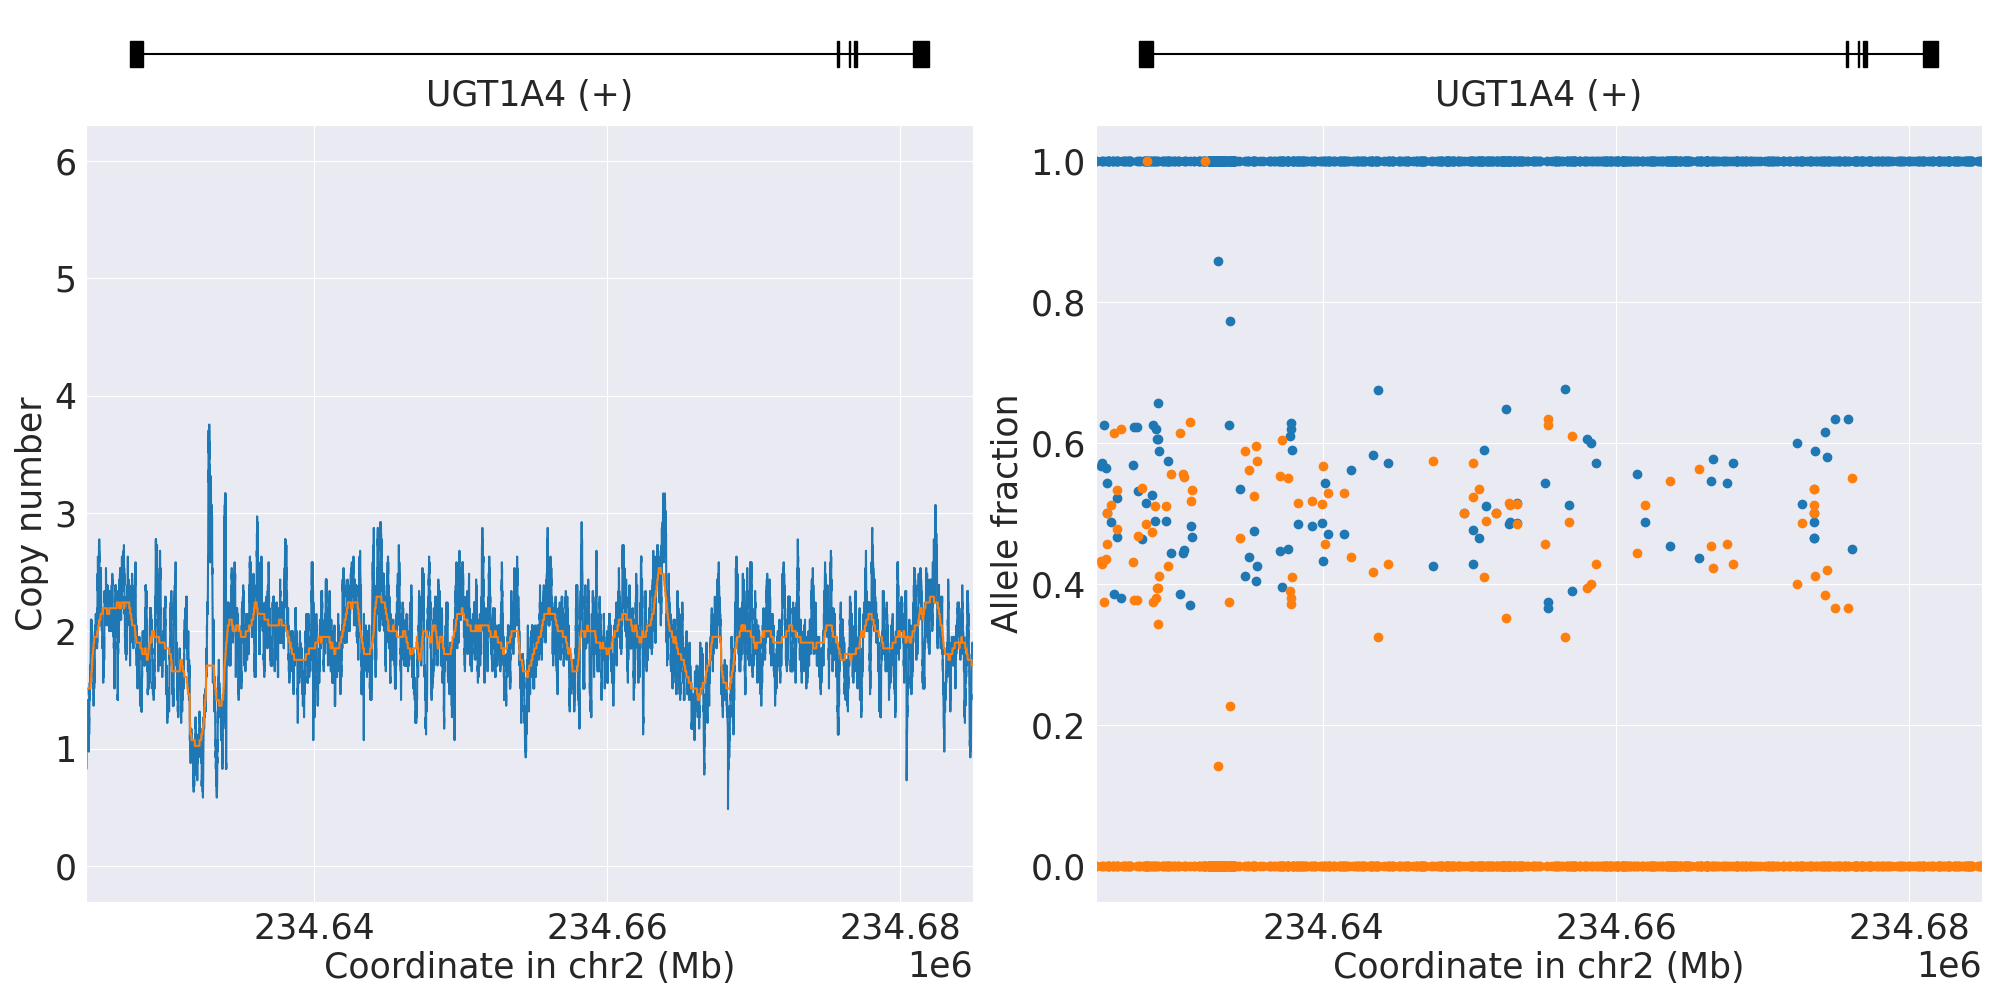 UGT1A4 (+)
6
5
4
3
2
1
0
Copy number
234.64
234.66
234.68
Coordinate in chr2 (Mb)
1e6
UGT1A4 (+)
1.0
0.8
0.6
0.4
0.2
0.0
Allele fraction
234.64
234.66
234.68
Coordinate in chr2 (Mb)
1e6